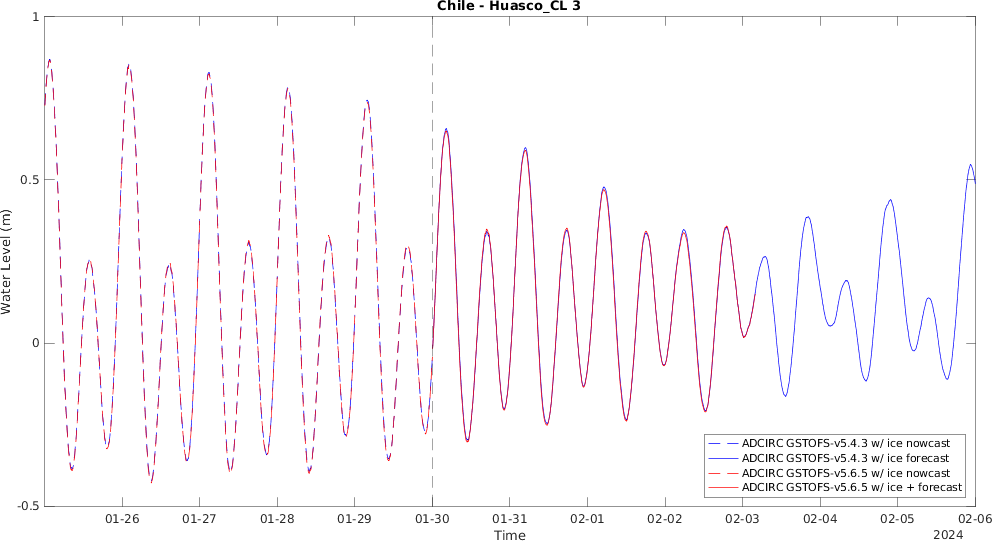 Chile - Huasco_CL 3
Water Level (m)
1
0.5
0
-0.5
01-26 01-27 01-28 01-29 01-30 01-31 02-01 02-02 02-03 02-04 02-05 02-06
Time
2024
ADCIRC GSTOFS-v5.4.3 w/ ice nowcast
ADCIRC GSTOFS-v5.4.3 w/ ice forecast
ADCIRC GSTOFS-v5.6.5 w/ ice nowcast
ADCIRC GSTOFS-v5.6.5 w/ ice + forecast